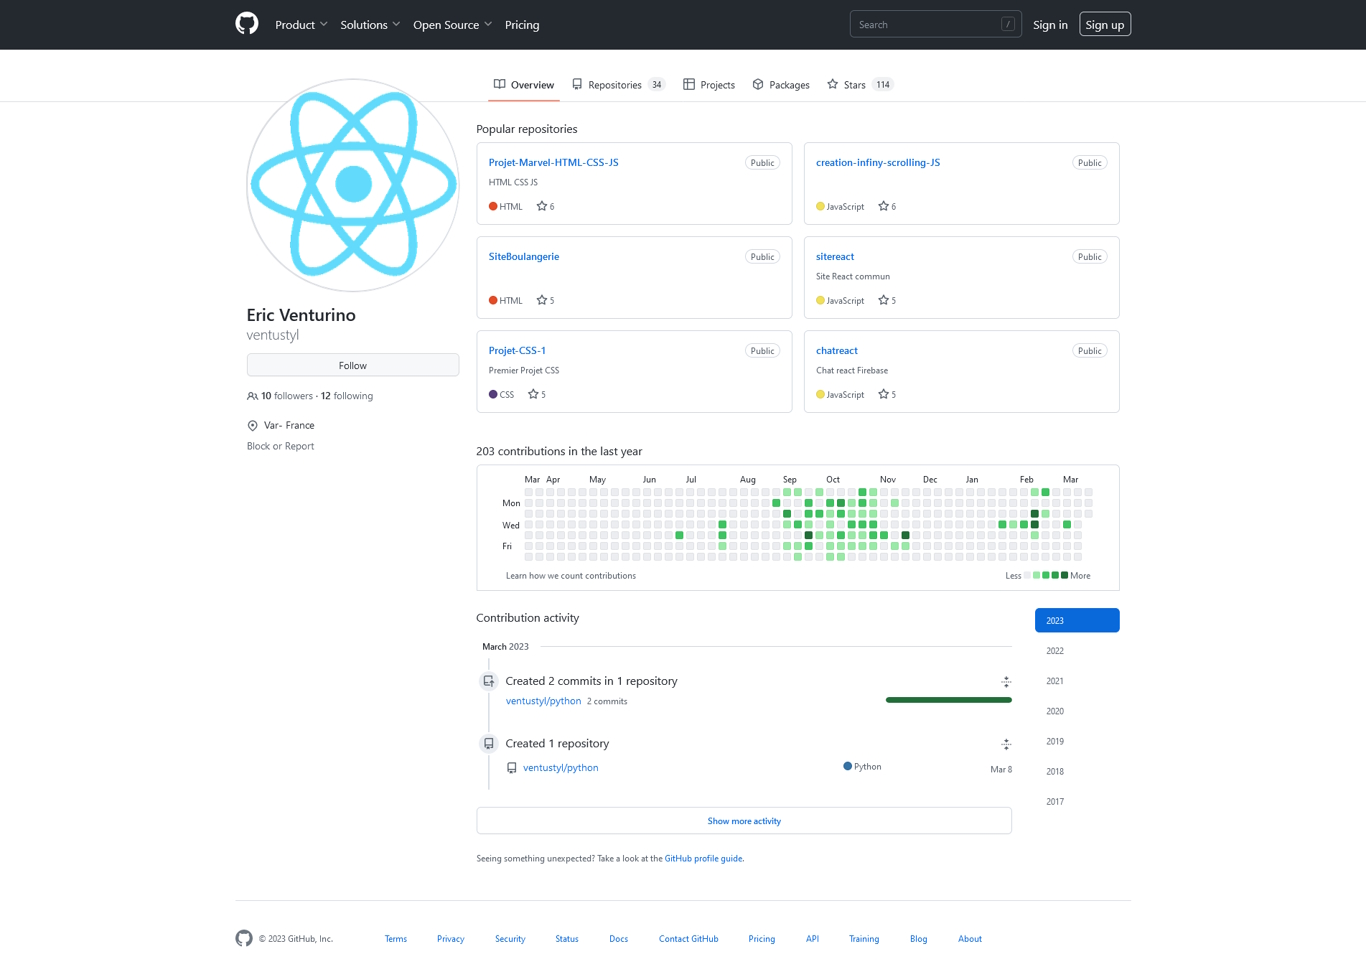 Product Solutions Open Source Pricing Search / Sign in Sign up
Overview Repositories 34 Projects Packages Stars 114
Eric Venturino
ventustyl
Follow
10 followers · 12 following
Var- France
Block or Report
Popular repositories
Projet-Marvel-HTML-CSS-JS Public
HTML CSS JS
HTML 6
creation-infiny-scrolling-JS Public
JavaScript 6
SiteBoulangerie Public
HTML 5
sitereact Public
Site React commun
JavaScript 5
Projet-CSS-1 Public
Premier Projet CSS
CSS 5
chatreact Public
Chat react Firebase
JavaScript 5
203 contributions in the last year
Mar Apr May Jun Jul Aug Sep Oct Nov Dec Jan Feb Mar
Mon
Wed
Fri
Learn how we count contributions Less More
Contribution activity
March 2023
Created 2 commits in 1 repository
ventustyl/python 2 commits
Created 1 repository
ventustyl/python Python Mar 8
Show more activity
Seeing something unexpected? Take a look at the GitHub profile guide.
2023
2022
2021
2020
2019
2018
2017
© 2023 GitHub, Inc. Terms Privacy Security Status Docs Contact GitHub Pricing API Training Blog About